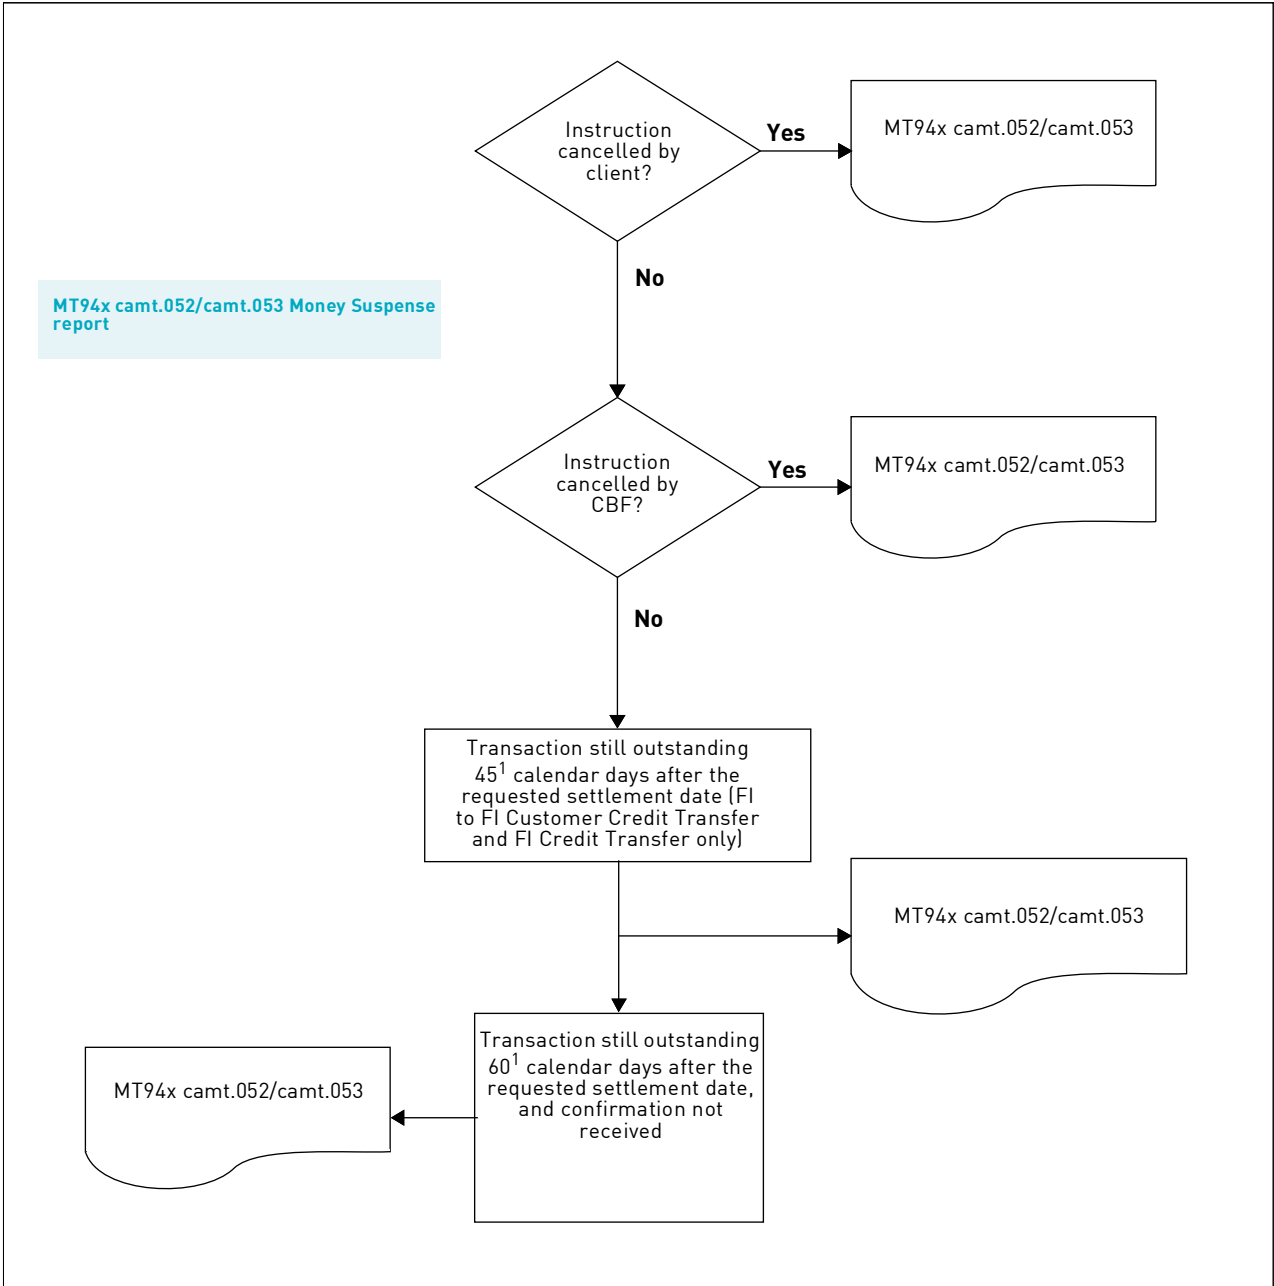 Instruction
cancelled by
client?
Yes
MT94x camt.052/camt.053
No
MT94x camt.052/camt.053 Money Suspense
report
Instruction
cancelled by
CBF?
Yes
MT94x camt.052/camt.053
No
Transaction still outstanding
45¹ calendar days after the
requested settlement date (FI
to FI Customer Credit Transfer
and FI Credit Transfer only)
MT94x camt.052/camt.053
Transaction still outstanding
60¹ calendar days after the
requested settlement date,
and confirmation not
received
MT94x camt.052/camt.053